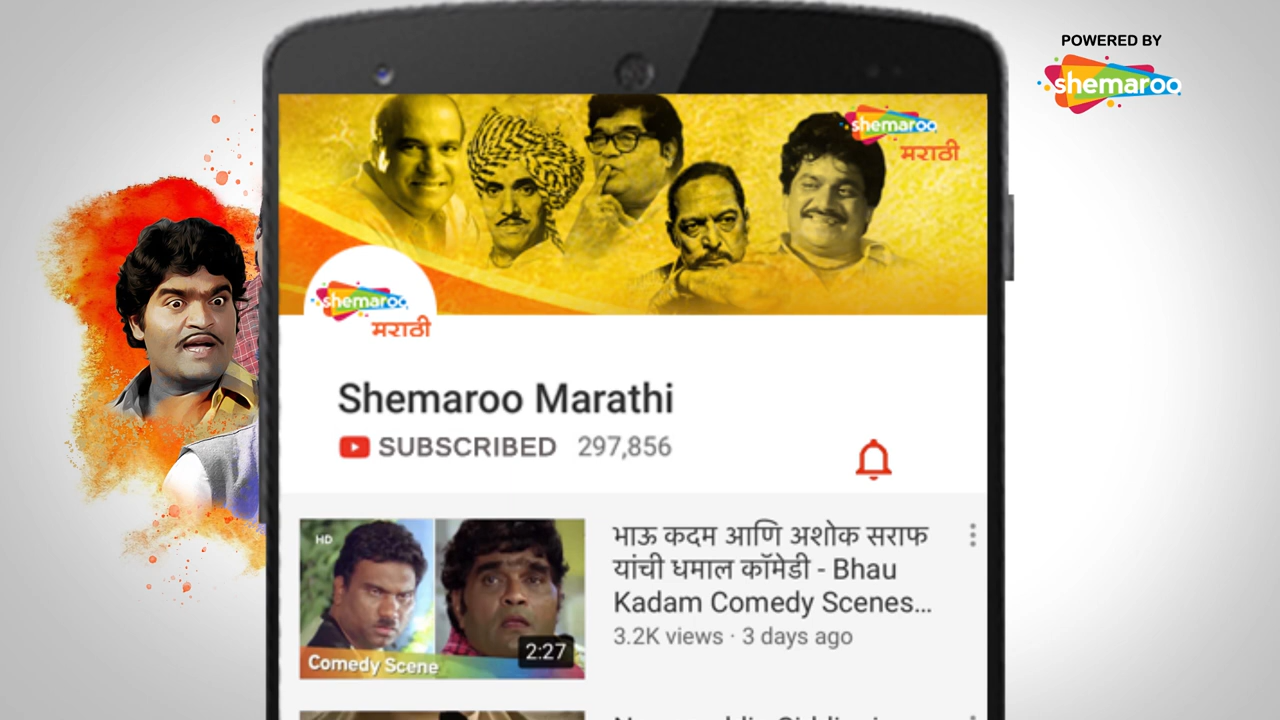 POWERED BY
shemaroo
shemaroo
मराठी
shemaroo
मराठी
Shemaroo Marathi
SUBSCRIBED 297,856
HD
Comedy Scene
2:27
भाऊ कदम आणि अशोक सराफ
यांची धमाल कॉमेडी - Bhau
Kadam Comedy Scenes...
3.2K views · 3 days ago